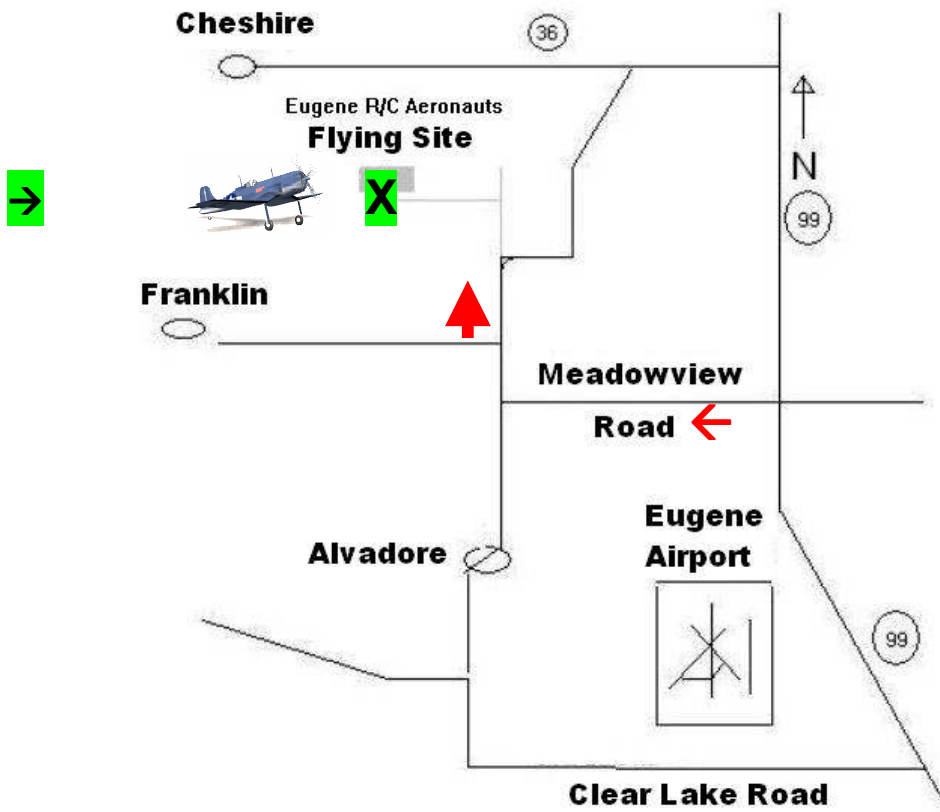 Cheshire
36
Eugene R/C Aeronauts
Flying Site
N
X
99
Franklin
Meadowview
Road
Eugene
Airport
Alvadore
99
Clear Lake Road